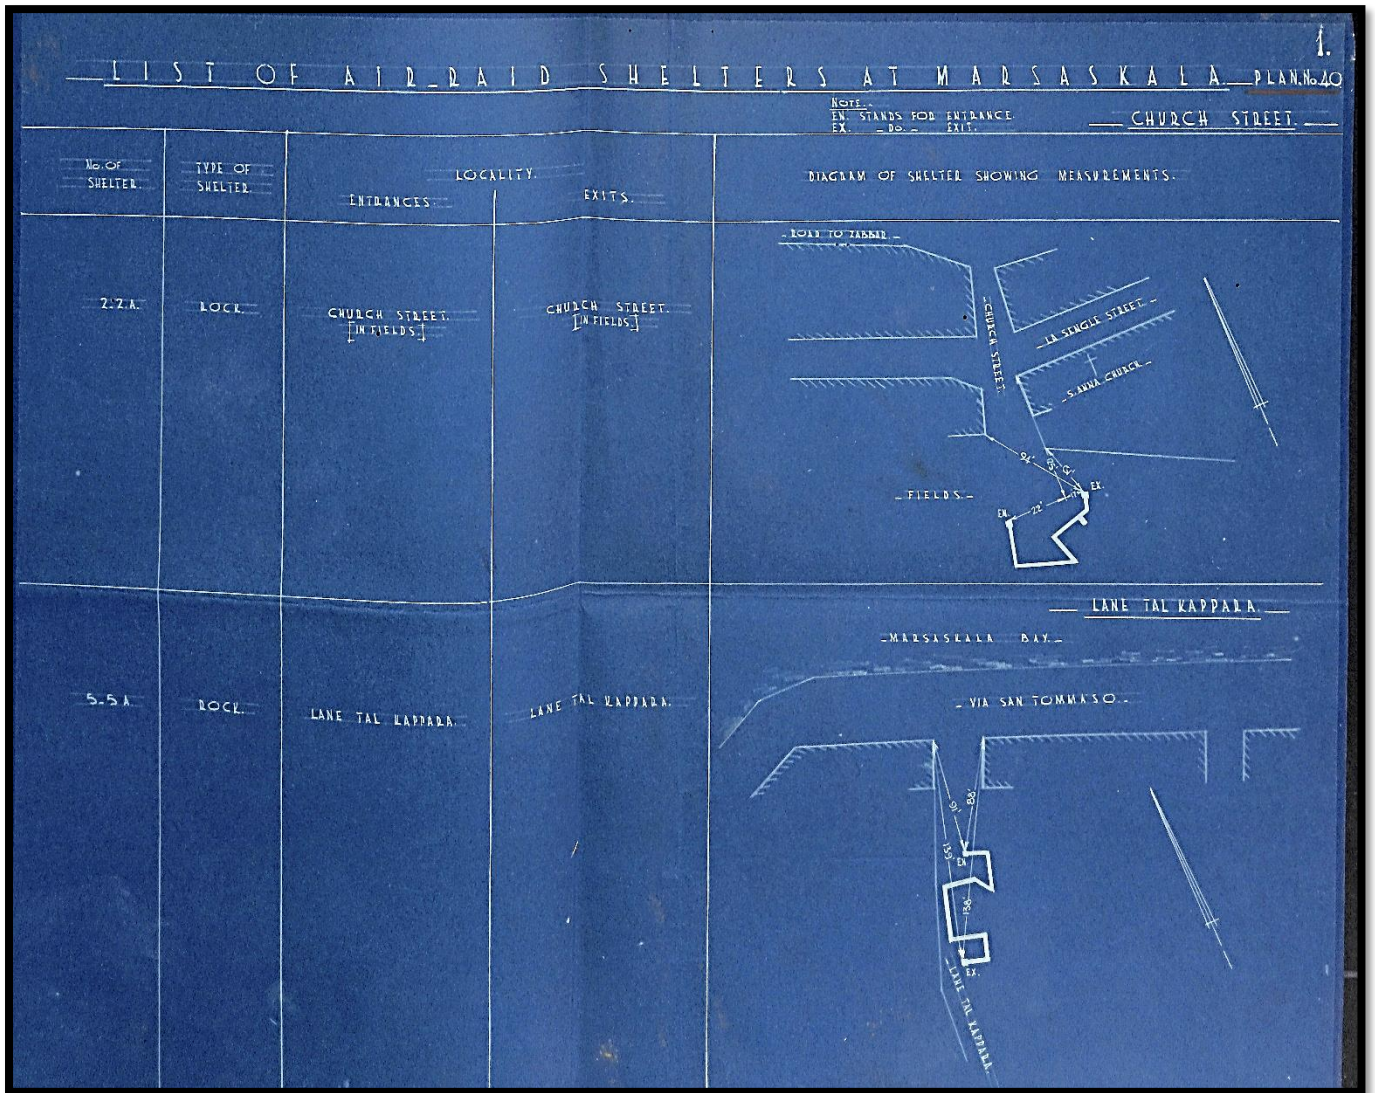 1.
LIST OF AIR-RAID SHELTERS AT MARSASKALA PLAN. No 40
NOTE.-
EN. STANDS FOR ENTRANCE.
EX. - DO. - EXIT.
CHURCH STREET.
No. OF
SHELTER.
TYPE OF
SHELTER
LOCALITY.
ENTRANCES.
EXITS.
DIAGRAM OF SHELTER SHOWING MEASUREMENTS.
2-2.A.
ROCK.
CHURCH STREET.
[IN FIELDS.]
CHURCH STREET.
[IN FIELDS.]
- ROAD TO ZABBAR -
CHURCH STREET.
- LA SENGLE STREET. -
- S. ANNA CHURCH -
- FIELDS -
94'
EX.
EN.
22'
LANE TAL KAPPARA.
- MARSASKALA BAY. -
- VIA SAN TOMMASO. -
5-5 A
ROCK.
LANE TAL KAPPARA.
LANE TAL KAPPARA.
91'
88'
139'
EN
138'
EX.
- LANE TAL KAPPARA.